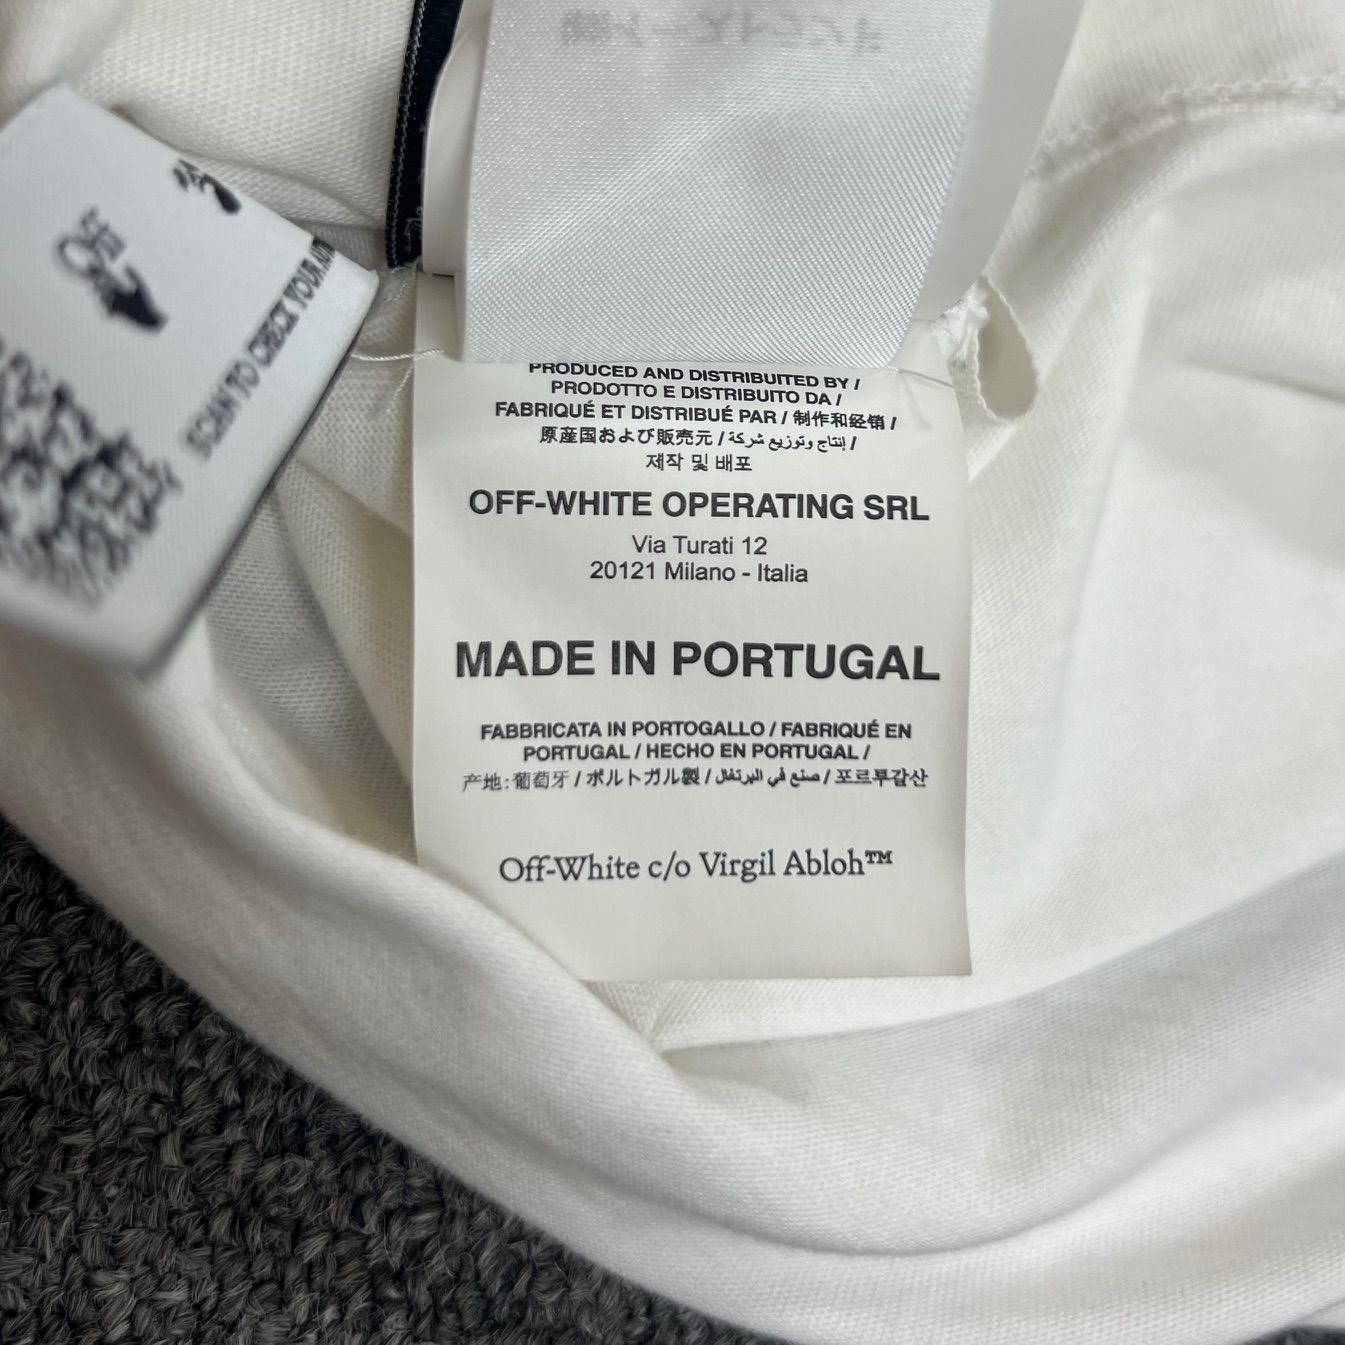 OFF
SCAN TO CHECK YOUR
PRODUCED AND DISTRIBUITED BY /
PRODOTTO E DISTRIBUITO DA /
FABRIQUÉ ET DISTRIBUÉ PAR / 制作和经销 /
原産国および販売元 / إنتاج وتوزيع شركة /
제작 및 배포
OFF-WHITE OPERATING SRL
Via Turati 12
20121 Milano - Italia
MADE IN PORTUGAL
FABBRICATA IN PORTOGALLO / FABRIQUÉ EN
PORTUGAL / HECHO EN PORTUGAL /
产地: 葡萄牙 / ポルトガル製 / صنع في البرتغال / 포르투갈산
Off-White c/o Virgil Abloh™